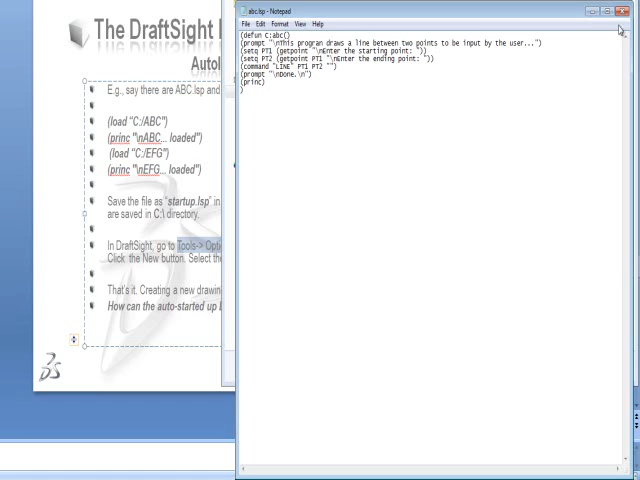 The DraftSight
AutoL
E.g., say there are ABC.lsp and
(load "C:/ABC")
(princ "\nABC... loaded")
(load "C:/EFG")
(princ "\nEFG... loaded")
Save the file as "startup.lsp" in
are saved in C:\ directory.
In DraftSight, go to Tools-> Optio
Click the New button. Select the
That's it. Creating a new drawin
How can the auto-started up
abc.lsp - Notepad
File Edit Format View Help
(defun C:abc()
(prompt "\nThis program draws a line between two points to be input by the user...")
(setq PT1 (getpoint "\nEnter the starting point: "))
(setq PT2 (getpoint PT1 "\nEnter the ending point: "))
(command "LINE" PT1 PT2 "")
(prompt "\nDone.\n")
(princ)
)